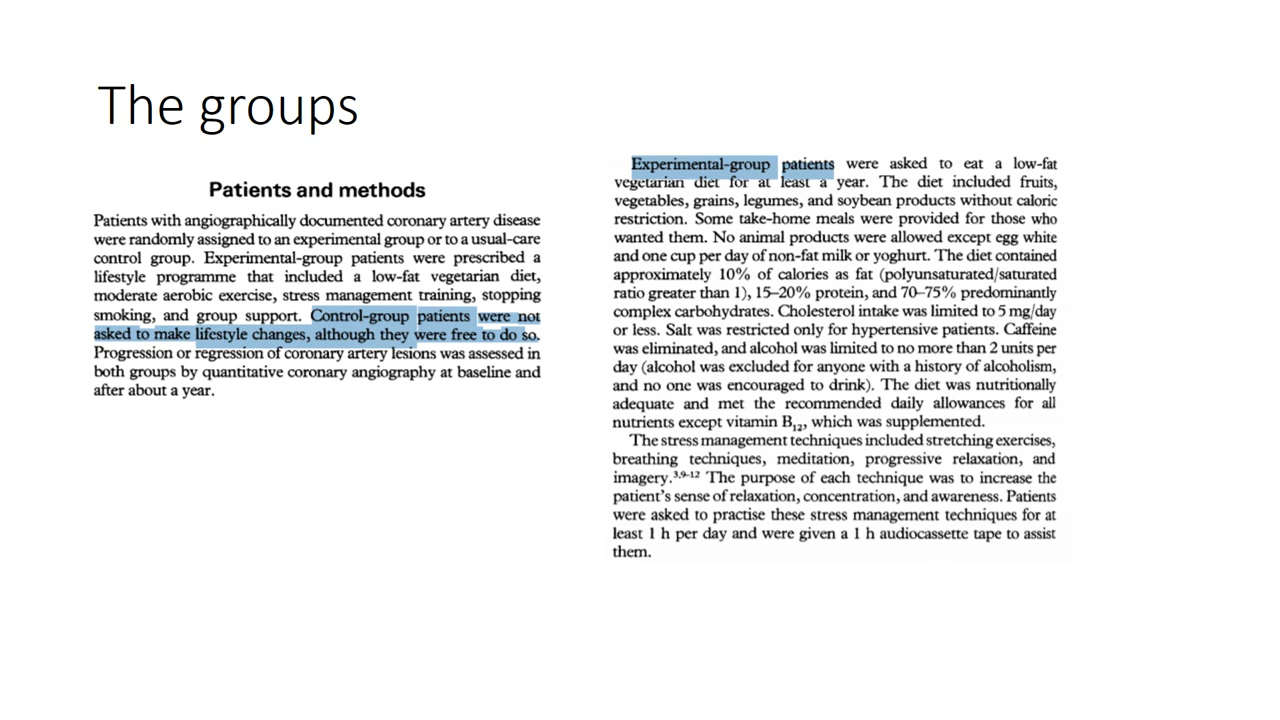 The groups
Patients and methods
Patients with angiographically documented coronary artery disease
were randomly assigned to an experimental group or to a usual-care
control group. Experimental-group patients were prescribed a
lifestyle programme that included a low-fat vegetarian diet,
moderate aerobic exercise, stress management training, stopping
smoking, and group support. Control-group patients were not
asked to make lifestyle changes, although they were free to do so.
Progression or regression of coronary artery lesions was assessed in
both groups by quantitative coronary angiography at baseline and
after about a year.
Experimental-group patients were asked to eat a low-fat
vegetarian diet for at least a year. The diet included fruits,
vegetables, grains, legumes, and soybean products without caloric
restriction. Some take-home meals were provided for those who
wanted them. No animal products were allowed except egg white
and one cup per day of non-fat milk or yoghurt. The diet contained
approximately 10% of calories as fat (polyunsaturated/saturated
ratio greater than 1), 15–20% protein, and 70–75% predominantly
complex carbohydrates. Cholesterol intake was limited to 5 mg/day
or less. Salt was restricted only for hypertensive patients. Caffeine
was eliminated, and alcohol was limited to no more than 2 units per
day (alcohol was excluded for anyone with a history of alcoholism,
and no one was encouraged to drink). The diet was nutritionally
adequate and met the recommended daily allowances for all
nutrients except vitamin B₁₂, which was supplemented.
The stress management techniques included stretching exercises,
breathing techniques, meditation, progressive relaxation, and
imagery.³,⁹⁻¹² The purpose of each technique was to increase the
patient's sense of relaxation, concentration, and awareness. Patients
were asked to practise these stress management techniques for at
least 1 h per day and were given a 1 h audiocassette tape to assist
them.